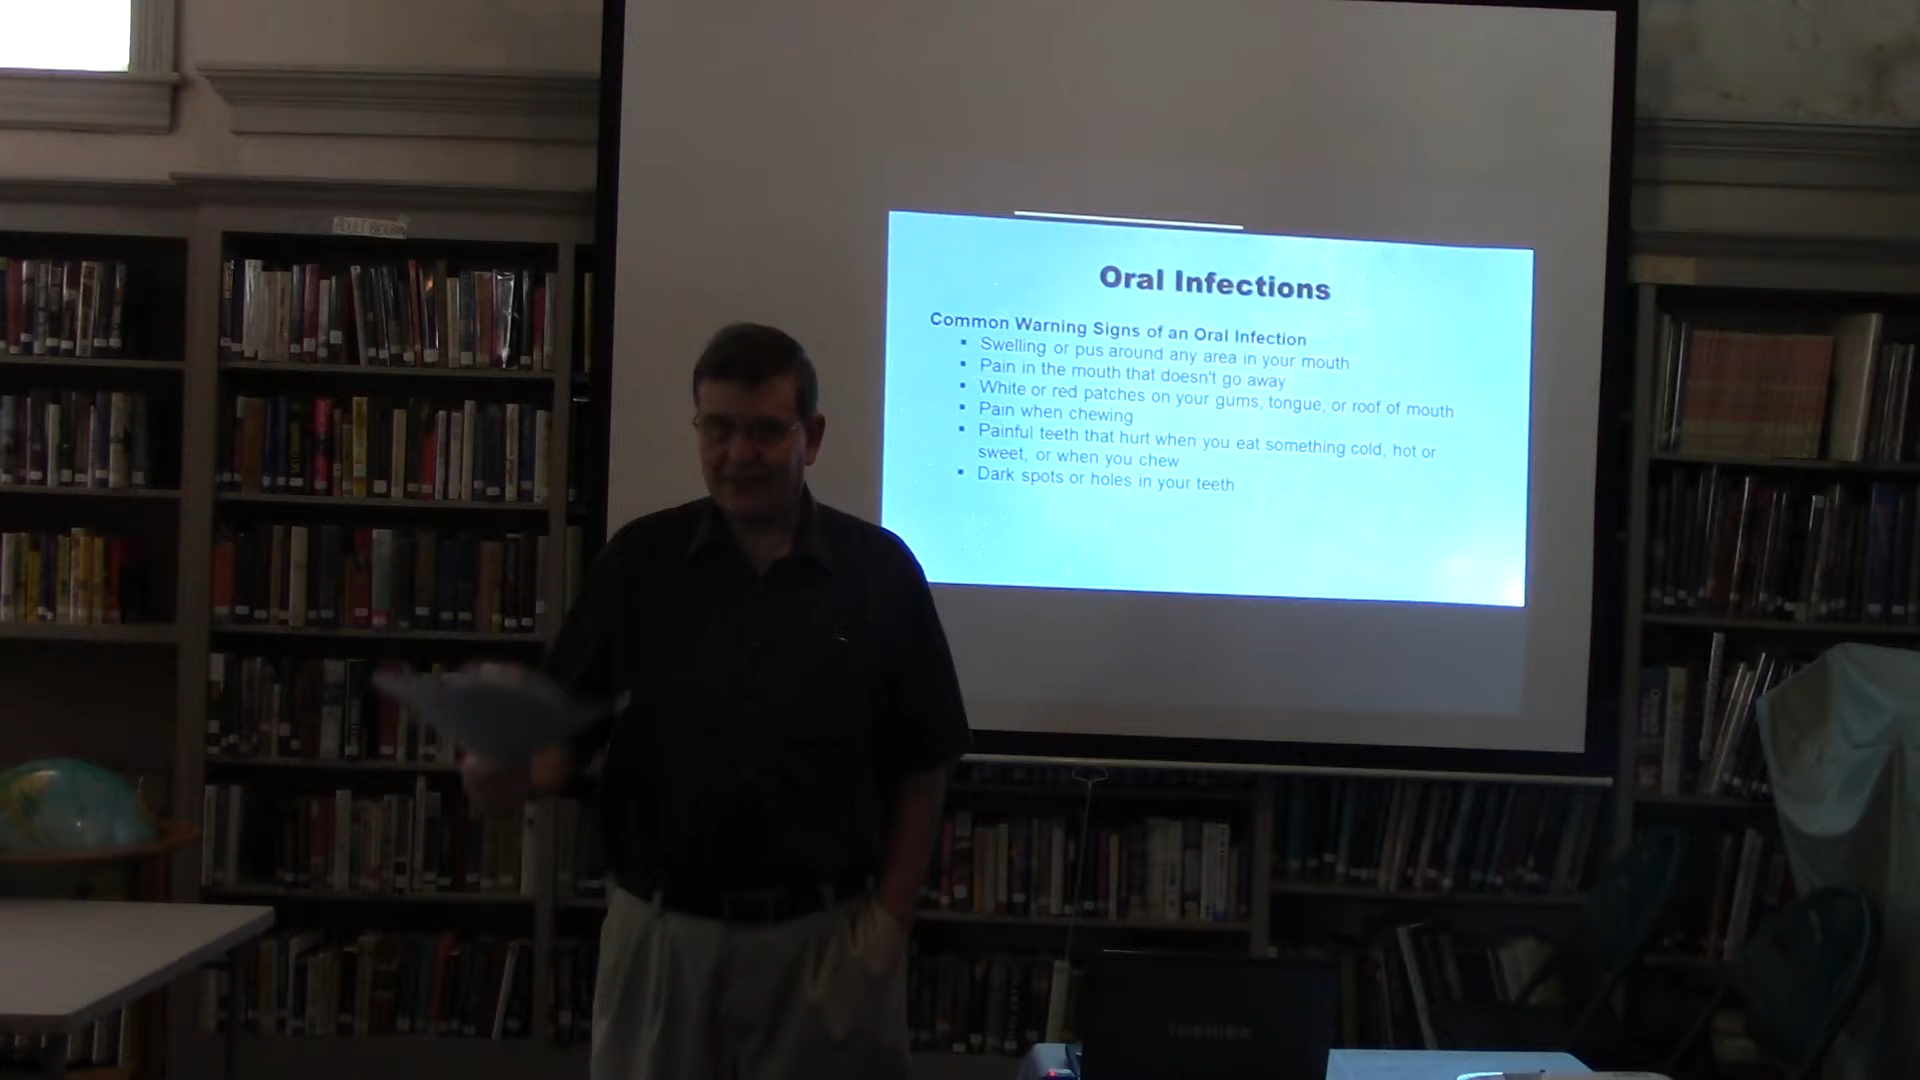 ADULT BIOGRAPHY
Oral Infections
Common Warning Signs of an Oral Infection
▪ Swelling or pus around any area in your mouth
▪ Pain in the mouth that doesn't go away
▪ White or red patches on your gums, tongue, or roof of mouth
▪ Pain when chewing
▪ Painful teeth that hurt when you eat something cold, hot or
sweet, or when you chew
▪ Dark spots or holes in your teeth
TOSHIBA